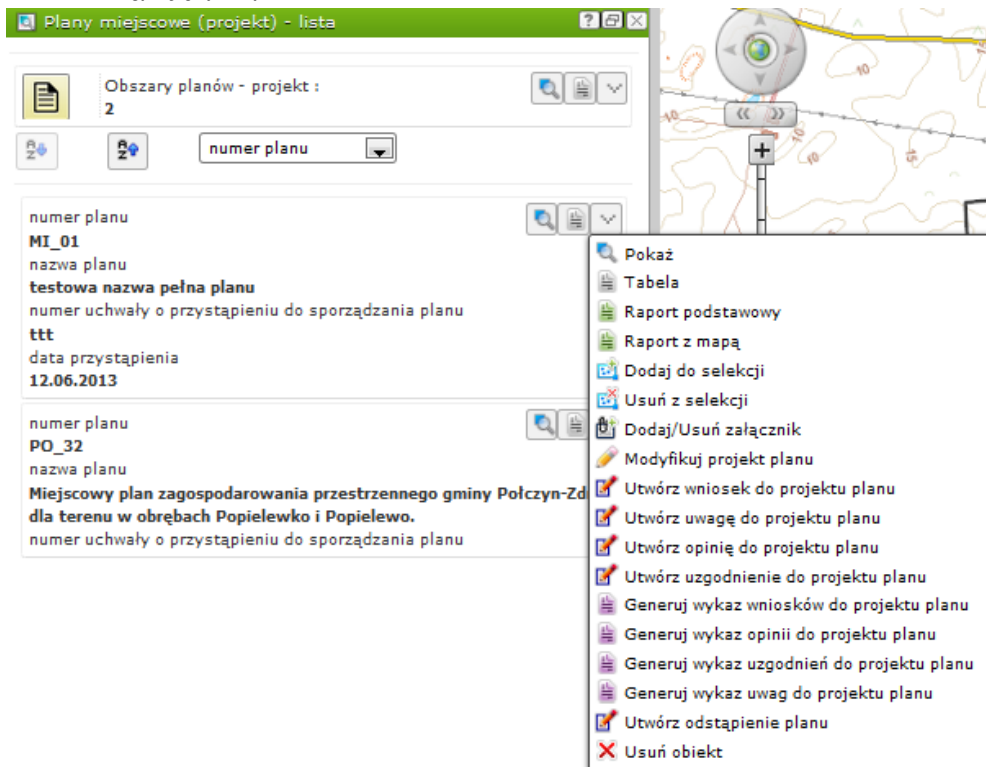 Plany miejscowe (projekt) - lista
Obszary planów - projekt :
2
numer planu
numer planu
MI_01
nazwa planu
testowa nazwa pełna planu
numer uchwały o przystąpieniu do sporządzania planu
ttt
data przystąpienia
12.06.2013
numer planu
PO_32
nazwa planu
Miejscowy plan zagospodarowania przestrzennego gminy Połczyn-Zd
dla terenu w obrębach Popielewko i Popielewo.
numer uchwały o przystąpieniu do sporządzania planu
Pokaż
Tabela
Raport podstawowy
Raport z mapą
Dodaj do selekcji
Usuń z selekcji
Dodaj/Usuń załącznik
Modyfikuj projekt planu
Utwórz wniosek do projektu planu
Utwórz uwagę do projektu planu
Utwórz opinię do projektu planu
Utwórz uzgodnienie do projektu planu
Generuj wykaz wniosków do projektu planu
Generuj wykaz opinii do projektu planu
Generuj wykaz uzgodnień do projektu planu
Generuj wykaz uwag do projektu planu
Utwórz odstąpienie planu
Usuń obiekt
10
10
10
10
15
15